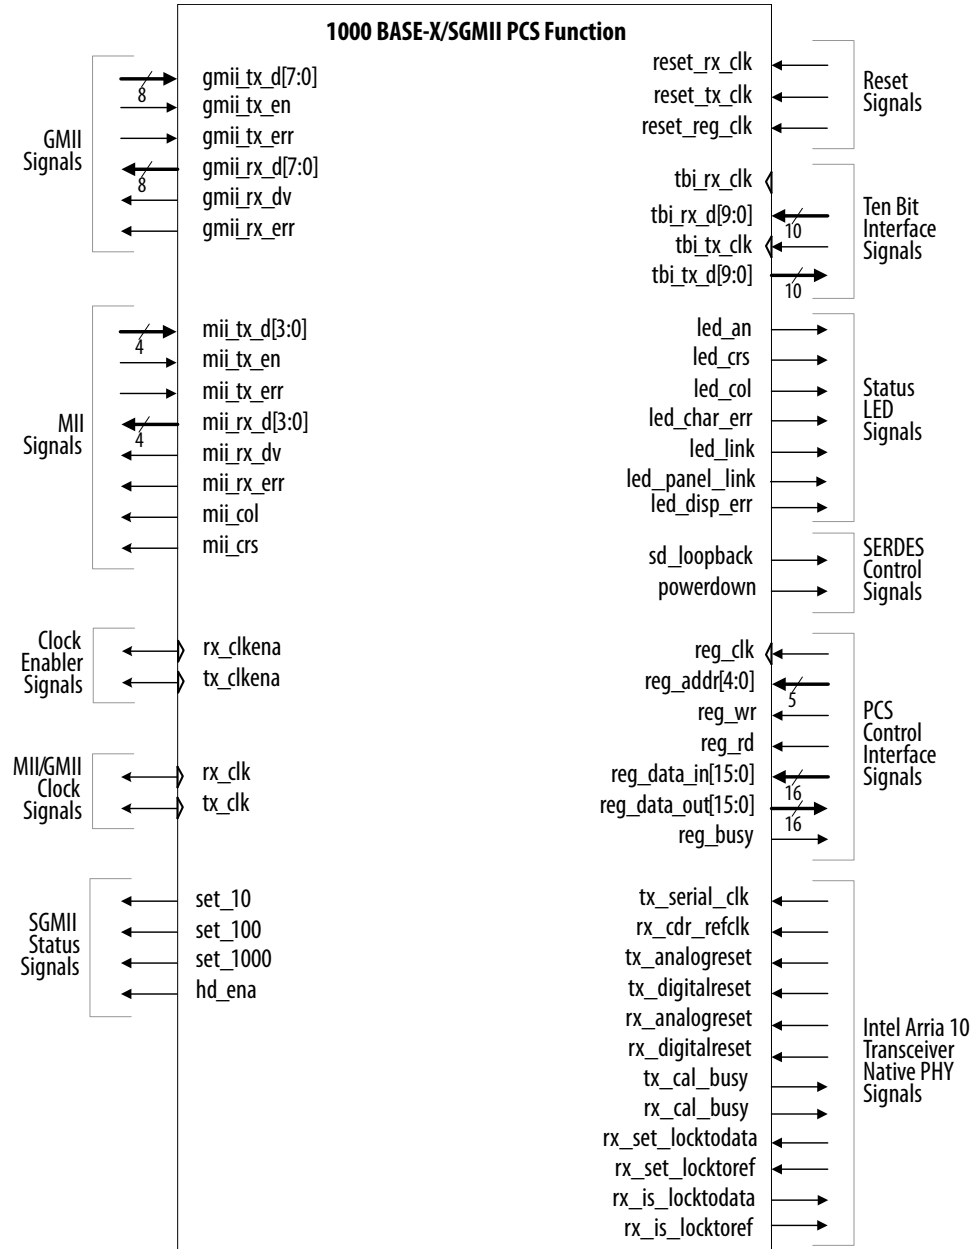 1000 BASE-X/SGMII PCS Function
GMII
Signals
gmii_tx_d[7:0]
8
gmii_tx_en
gmii_tx_err
gmii_rx_d[7:0]
8
gmii_rx_dv
gmii_rx_err
MII
Signals
mii_tx_d[3:0]
4
mii_tx_en
mii_tx_err
mii_rx_d[3:0]
4
mii_rx_dv
mii_rx_err
mii_col
mii_crs
Clock
Enabler
Signals
rx_clkena
tx_clkena
MII/GMII
Clock
Signals
rx_clk
tx_clk
SGMII
Status
Signals
set_10
set_100
set_1000
hd_ena
reset_rx_clk
reset_tx_clk
reset_reg_clk
Reset
Signals
tbi_rx_clk
tbi_rx_d[9:0]
10
tbi_tx_clk
tbi_tx_d[9:0]
10
Ten Bit
Interface
Signals
led_an
led_crs
led_col
led_char_err
led_link
led_panel_link
led_disp_err
Status
LED
Signals
sd_loopback
powerdown
SERDES
Control
Signals
reg_clk
reg_addr[4:0]
5
reg_wr
reg_rd
reg_data_in[15:0]
16
reg_data_out[15:0]
16
reg_busy
PCS
Control
Interface
Signals
tx_serial_clk
rx_cdr_refclk
tx_analogreset
tx_digitalreset
rx_analogreset
rx_digitalreset
tx_cal_busy
rx_cal_busy
rx_set_locktodata
rx_set_locktoref
rx_is_locktodata
rx_is_locktoref
Intel Arria 10
Transceiver
Native PHY
Signals